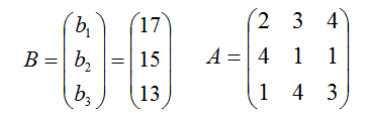 B = (b₁ b₂ b₃) = (17 15 13) A = (2 3 4
4 1 1
1 4 3)